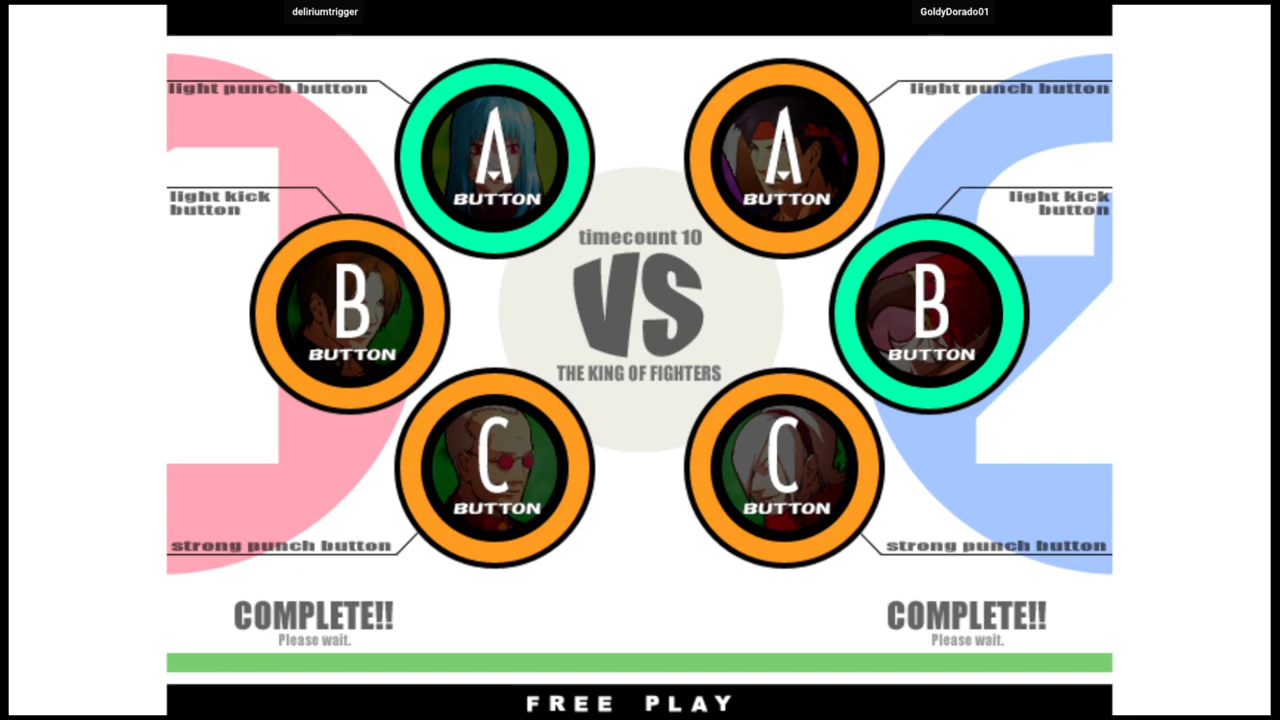 deliriumtrigger
GoldyDorado01
light punch button
light punch button
A
BUTTON
A
BUTTON
light kick
button
light kick
button
1
2
timecount 10
VS
THE KING OF FIGHTERS
B
BUTTON
B
BUTTON
C
BUTTON
C
BUTTON
strong punch button
strong punch button
COMPLETE!!
Please wait.
COMPLETE!!
Please wait.
FREE PLAY